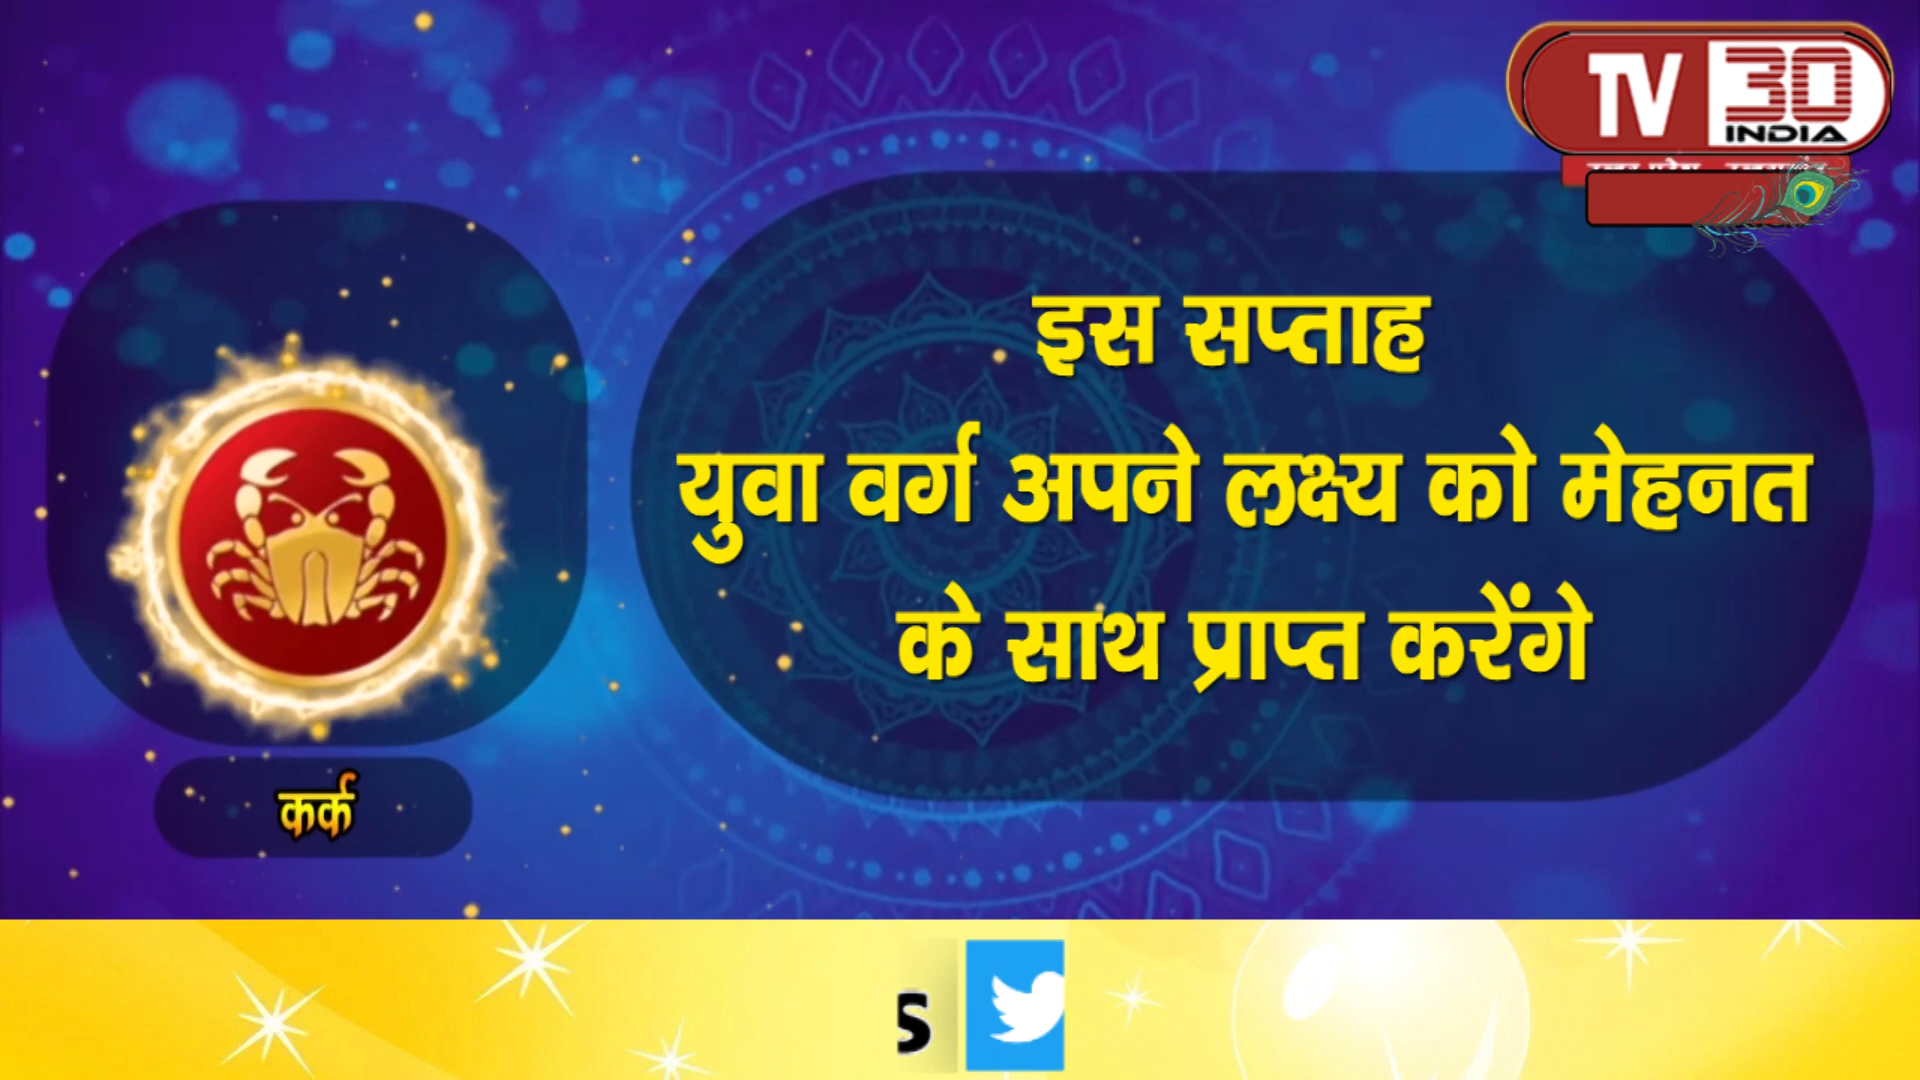 TV 30
INDIA
इस सप्ताह
युवा वर्ग अपने लक्ष्य को मेहनत
के साथ प्राप्त करेंगे
कर्क
S